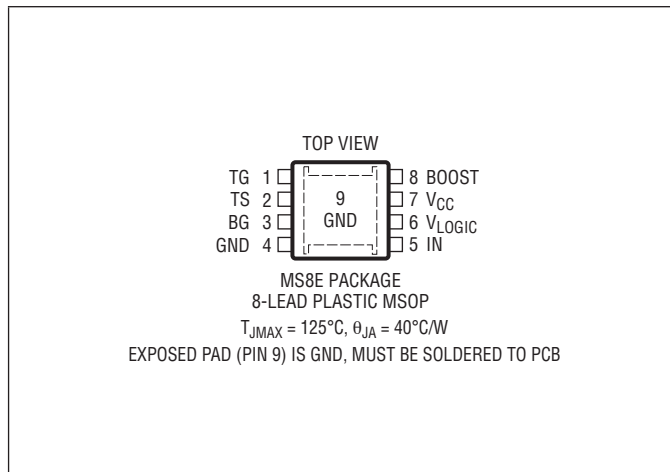 TOP VIEW
TG 1 8 BOOST
TS 2 9 7 VCC
BG 3 GND 6 VLOGIC
GND 4 5 IN
MS8E PACKAGE
8-LEAD PLASTIC MSOP
TJMAX = 125°C, θJA = 40°C/W
EXPOSED PAD (PIN 9) IS GND, MUST BE SOLDERED TO PCB